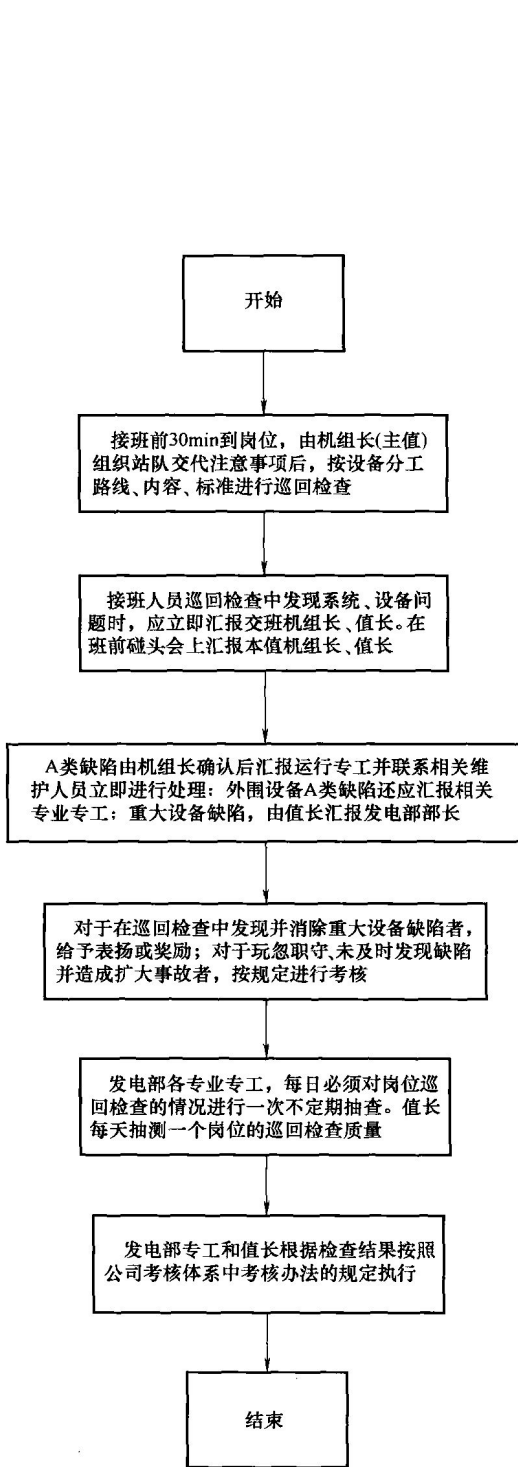 开始
接班前30min到岗位，由机组长(主值)
组织站队交代注意事项后，按设备分工
路线、内容、标准进行巡回检查
接班人员巡回检查中发现系统、设备问
题时，应立即汇报交班机组长、值长。在
班前碰头会上汇报本值机组长、值长
A类缺陷由机组长确认后汇报运行专工并联系相关维
护人员立即进行处理：外围设备A类缺陷还应汇报相关
专业专工：重大设备缺陷，由值长汇报发电部部长
对于在巡回检查中发现并消除重大设备缺陷者，
给予表扬或奖励；对于玩忽职守、未及时发现缺陷
并造成扩大事故者，按规定进行考核
发电部各专业专工，每日必须对岗位巡
回检查的情况进行一次不定期抽查。值长
每天抽测一个岗位的巡回检查质量
发电部专工和值长根据检查结果按照
公司考核体系中考核办法的规定执行
结束